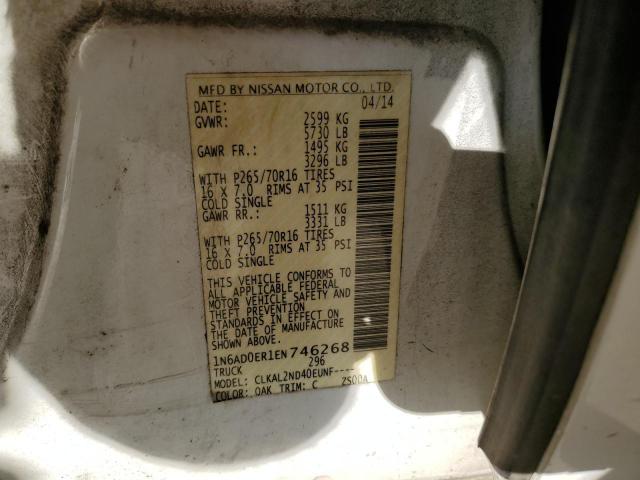 MFD BY NISSAN MOTOR CO., LTD.
DATE: 04/14
GVWR: 2599 KG
5730 LB
GAWR FR.: 1495 KG
3296 LB
WITH P265/70R16 TIRES
16 X 7.0 RIMS AT 35 PSI
COLD SINGLE
GAWR RR.: 1511 KG
3331 LB
WITH P265/70R16 TIRES
16 X 7.0 RIMS AT 35 PSI
COLD SINGLE
THIS VEHICLE CONFORMS TO
ALL APPLICABLE FEDERAL
MOTOR VEHICLE SAFETY AND
THEFT PREVENTION
STANDARDS IN EFFECT ON
THE DATE OF MANUFACTURE
SHOWN ABOVE.
1N6AD0ER1EN746268
TRUCK 296
MODEL: CLKAL2ND40EUNF----
COLOR: QAK TRIM: C ZS00A